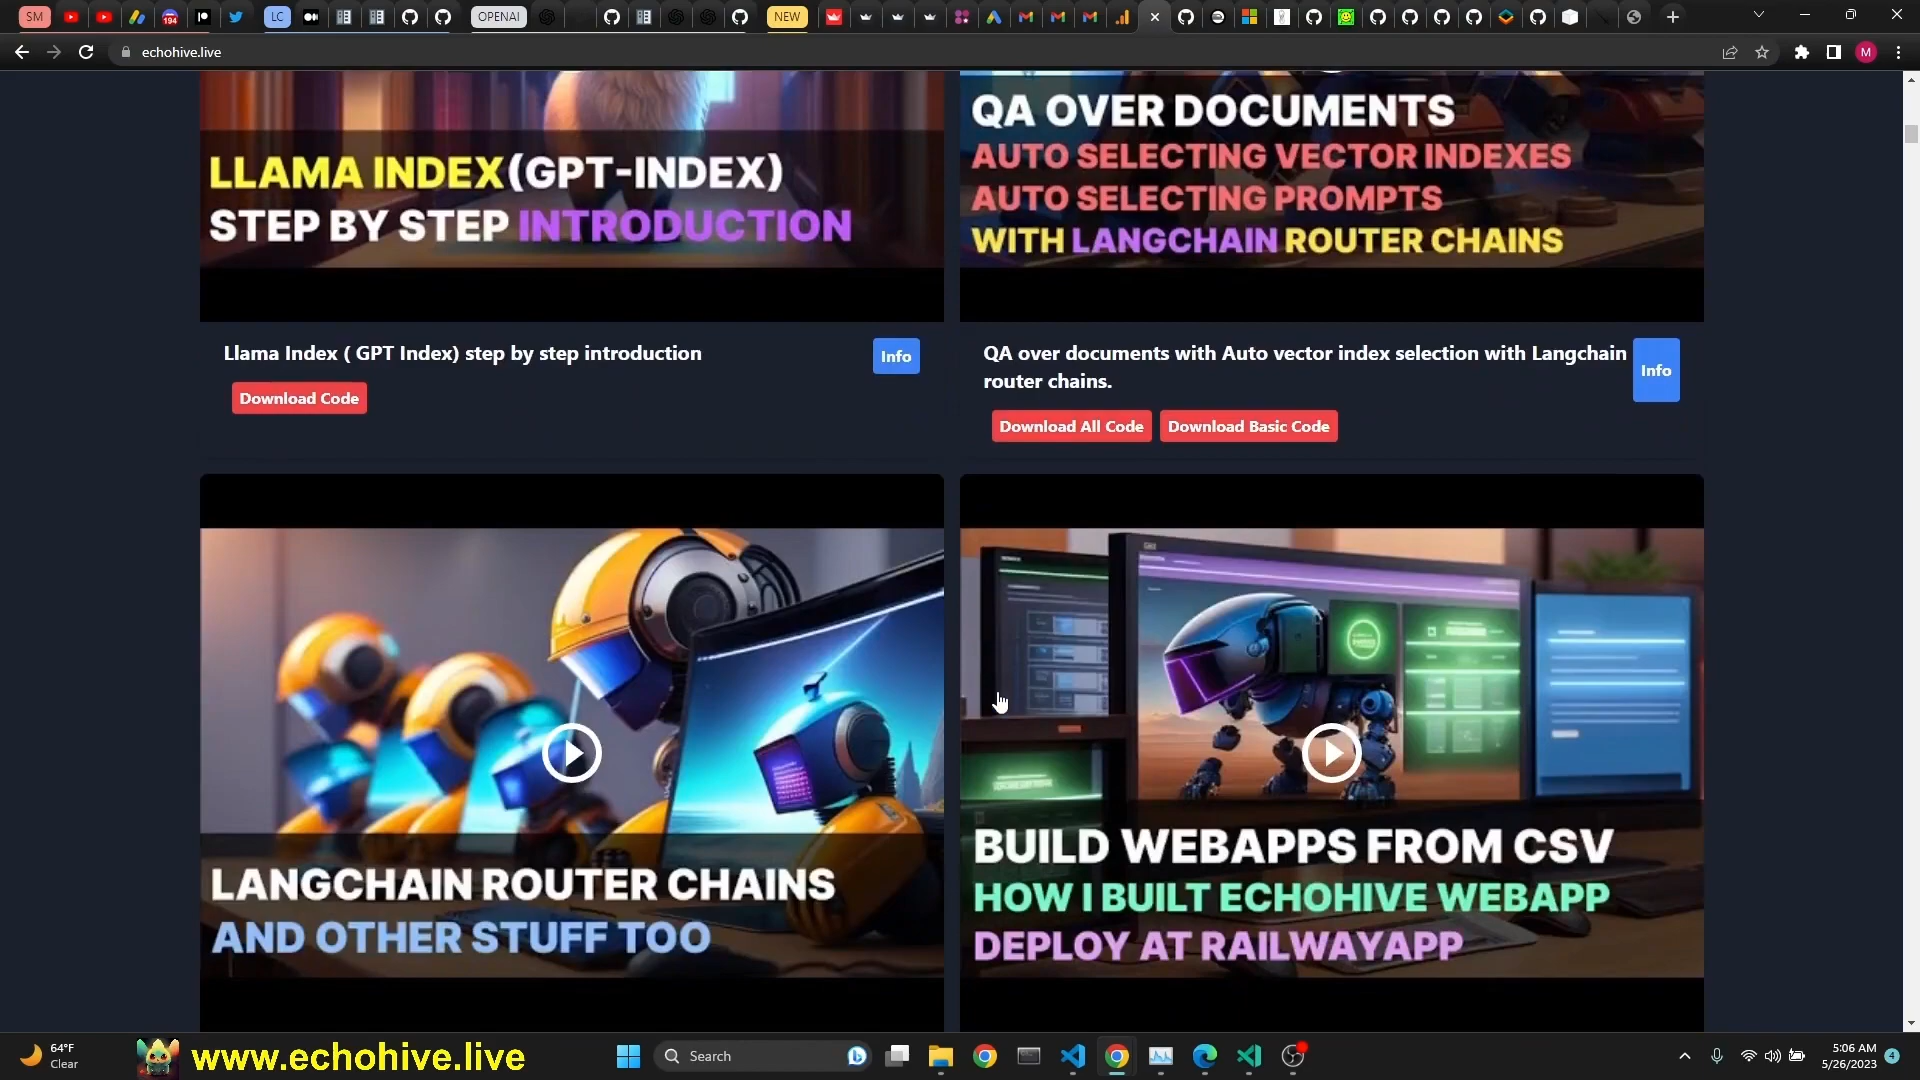 SM
194
LC
OPENAI
NEW
echohive.live
M
LLAMA INDEX (GPT-INDEX)
STEP BY STEP INTRODUCTION
QA OVER DOCUMENTS
AUTO SELECTING VECTOR INDEXES
AUTO SELECTING PROMPTS
WITH LANGCHAIN ROUTER CHAINS
Llama Index ( GPT Index) step by step introduction
Info
Download Code
QA over documents with Auto vector index selection with Langchain
router chains.
Info
Download All Code
Download Basic Code
LANGCHAIN ROUTER CHAINS
AND OTHER STUFF TOO
BUILD WEBAPPS FROM CSV
HOW I BUILT ECHOHIVE WEBAPP
DEPLOY AT RAILWAYAPP
64°F
Clear
www.echohive.live
Search
5:06 AM
5/26/2023
4